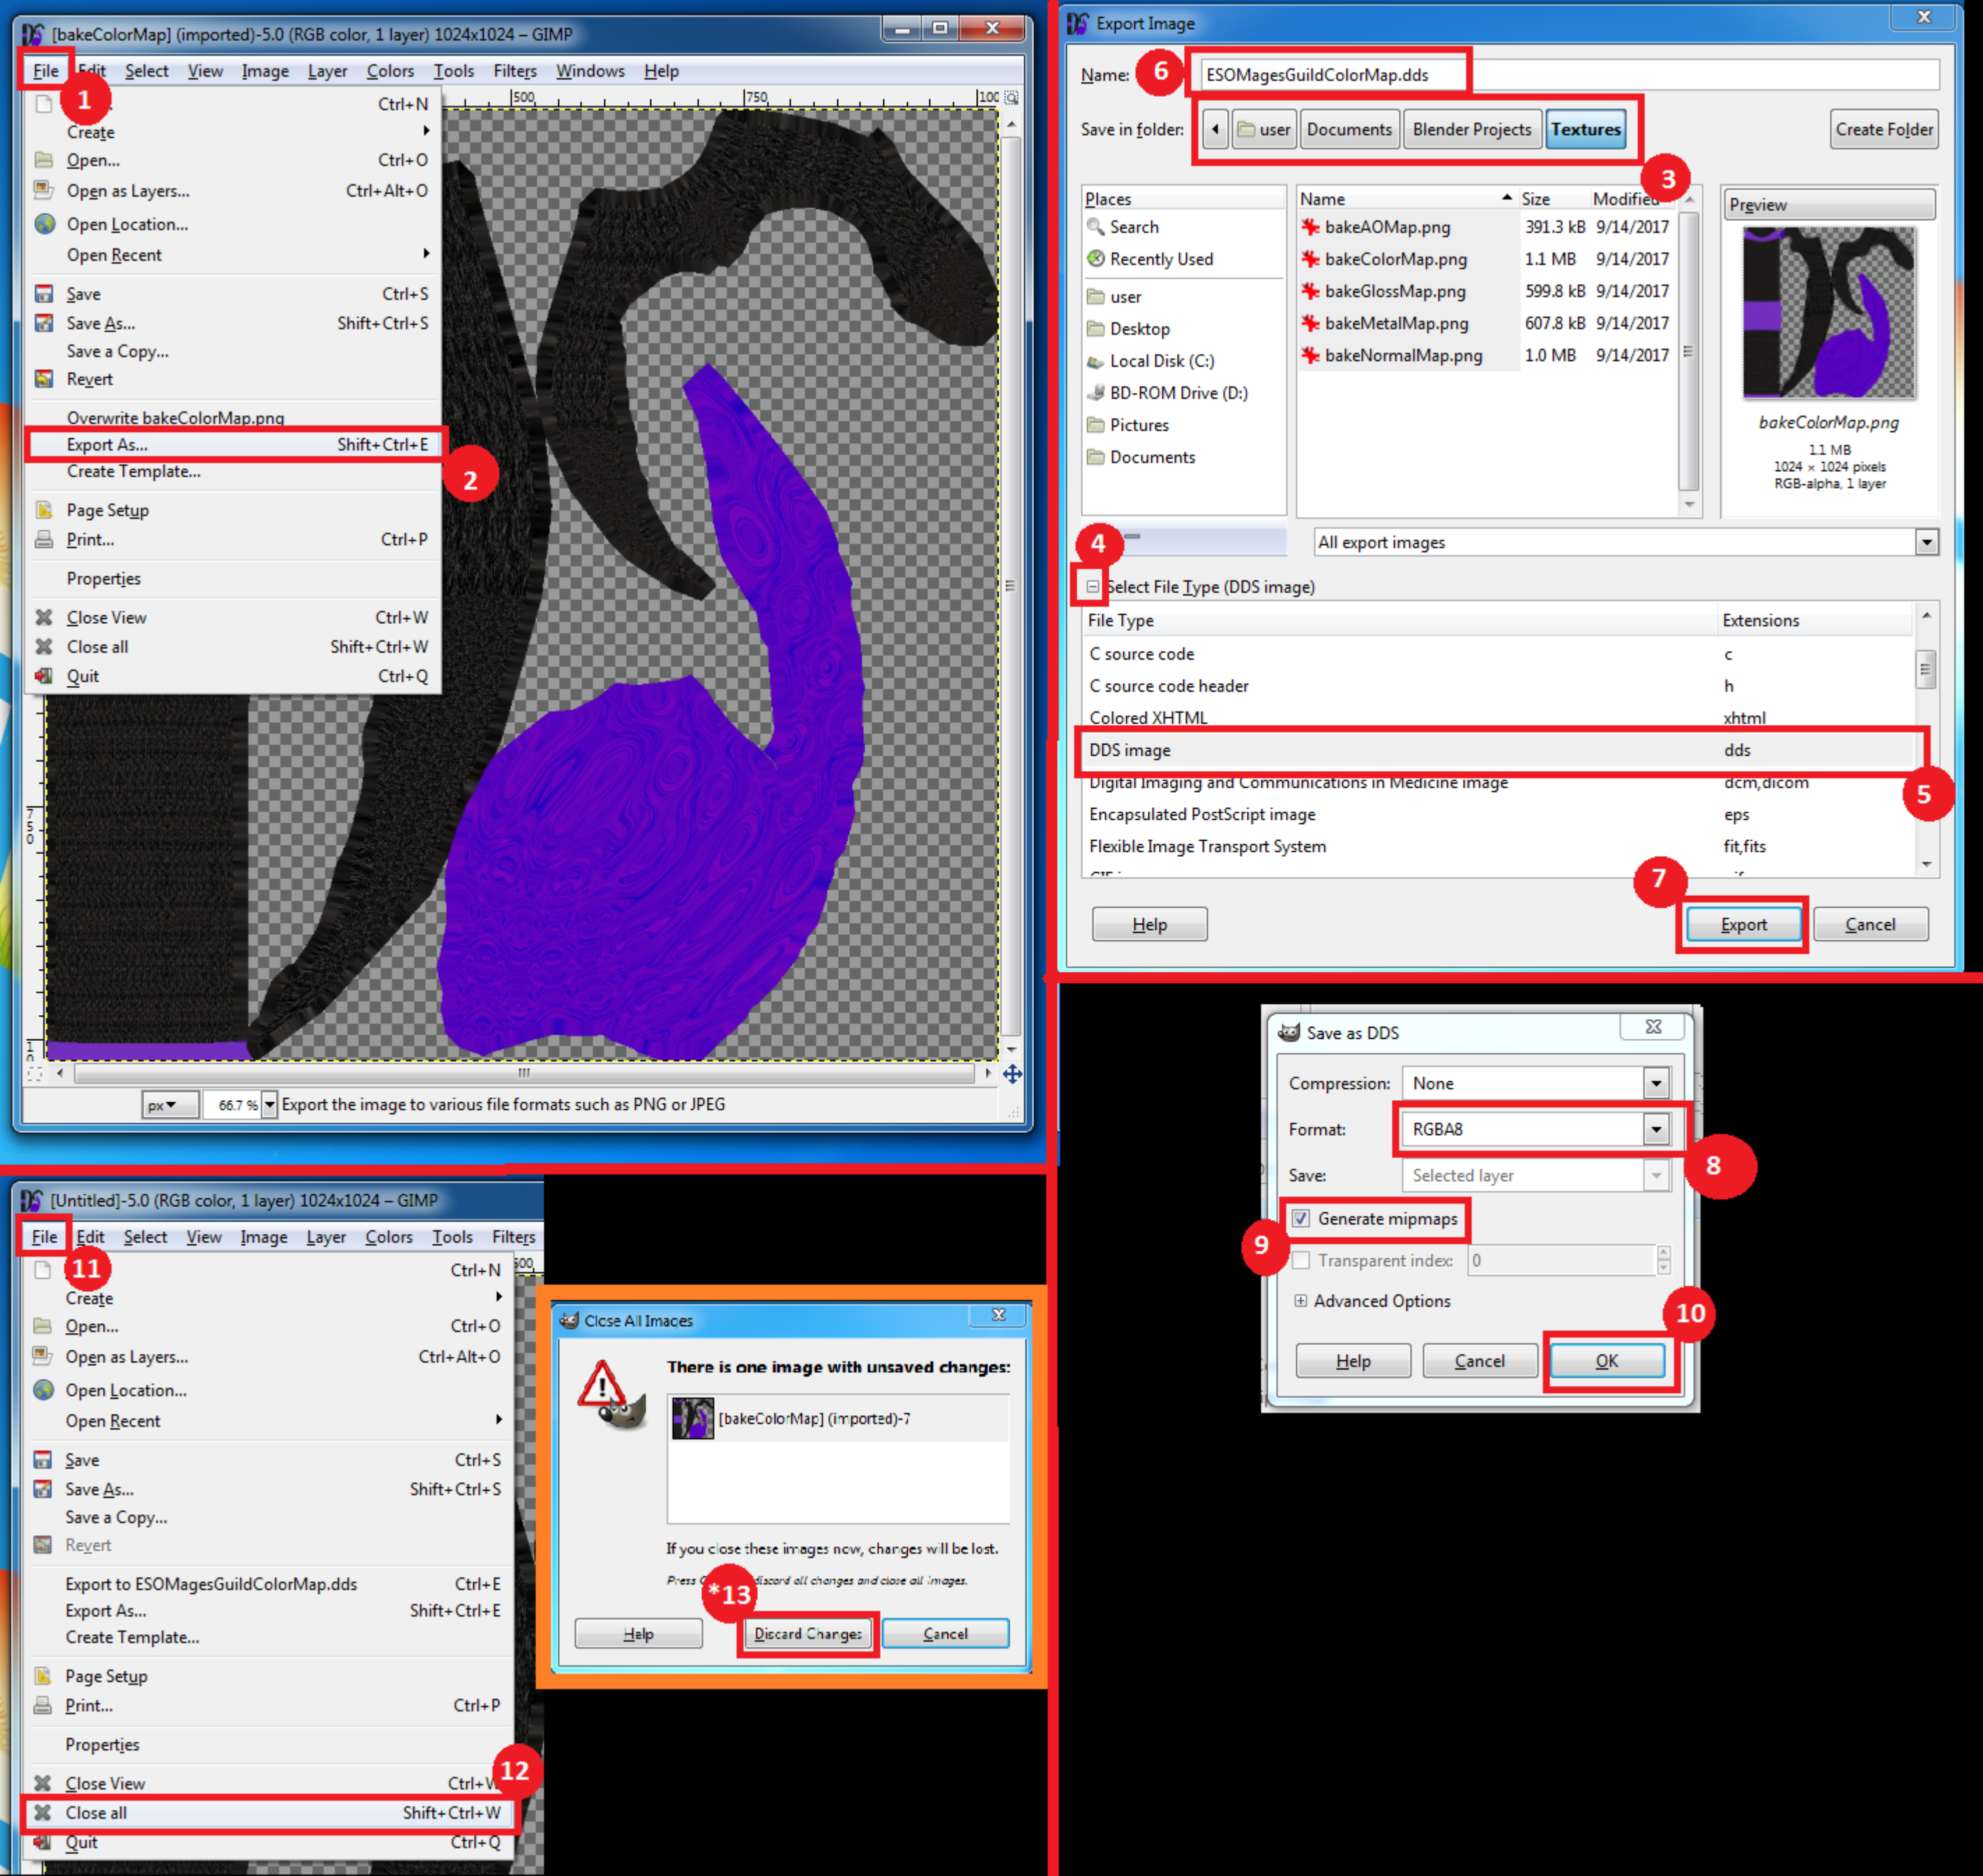 [bakeColorMap] (imported)-5.0 (RGB color, 1 layer) 1024x1024 – GIMP
File Edit Select View Image Layer Colors Tools Filters Windows Help
1
Ctrl+N
Create
Open... Ctrl+O
Open as Layers... Ctrl+Alt+O
Open Location...
Open Recent
Save Ctrl+S
Save As... Shift+Ctrl+S
Save a Copy...
Revert
Overwrite bakeColorMap.png
Export As... Shift+Ctrl+E
2
Create Template...
Page Setup
Print... Ctrl+P
Properties
Close View Ctrl+W
Close all Shift+Ctrl+W
Quit Ctrl+Q
500 750 100
750
10
px 66.7 % Export the image to various file formats such as PNG or JPEG
Export Image
Name: 6 ESOMagesGuildColorMap.dds
Save in folder: user Documents Blender Projects Textures Create Folder
3
Places Name Size Modified Preview
Search bakeAOMap.png 391.3 kB 9/14/2017
Recently Used bakeColorMap.png 1.1 MB 9/14/2017
user bakeGlossMap.png 599.8 kB 9/14/2017
Desktop bakeMetalMap.png 607.8 kB 9/14/2017
Local Disk (C:) bakeNormalMap.png 1.0 MB 9/14/2017
BD-ROM Drive (D:)
Pictures
Documents
bakeColorMap.png
1.1 MB
1024 × 1024 pixels
RGB-alpha, 1 layer
4
All export images
Select File Type (DDS image)
File Type Extensions
C source code c
C source code header h
Colored XHTML xhtml
DDS image dds
Digital Imaging and Communications in Medicine image dcm,dicom
5
Encapsulated PostScript image eps
Flexible Image Transport System fit,fits
7
Help Export Cancel
Save as DDS
Compression: None
Format: RGBA8
8
Save: Selected layer
Generate mipmaps
9
Transparent index: 0
Advanced Options
10
Help Cancel OK
[Untitled]-5.0 (RGB color, 1 layer) 1024x1024 – GIMP
File Edit Select View Image Layer Colors Tools Filters
11
Ctrl+N
Create
Open... Ctrl+O
Open as Layers... Ctrl+Alt+O
Open Location...
Open Recent
Save Ctrl+S
Save As... Shift+Ctrl+S
Save a Copy...
Revert
Export to ESOMagesGuildColorMap.dds Ctrl+E
Export As... Shift+Ctrl+E
Create Template...
Page Setup
Print... Ctrl+P
Properties
12
Close View Ctrl+W
Close all Shift+Ctrl+W
Quit Ctrl+Q
Close All Images
There is one image with unsaved changes:
[bakeColorMap] (imported)-7
If you close these images now, changes will be lost.
Press discard all changes and close all images.
*13
Help Discard Changes Cancel